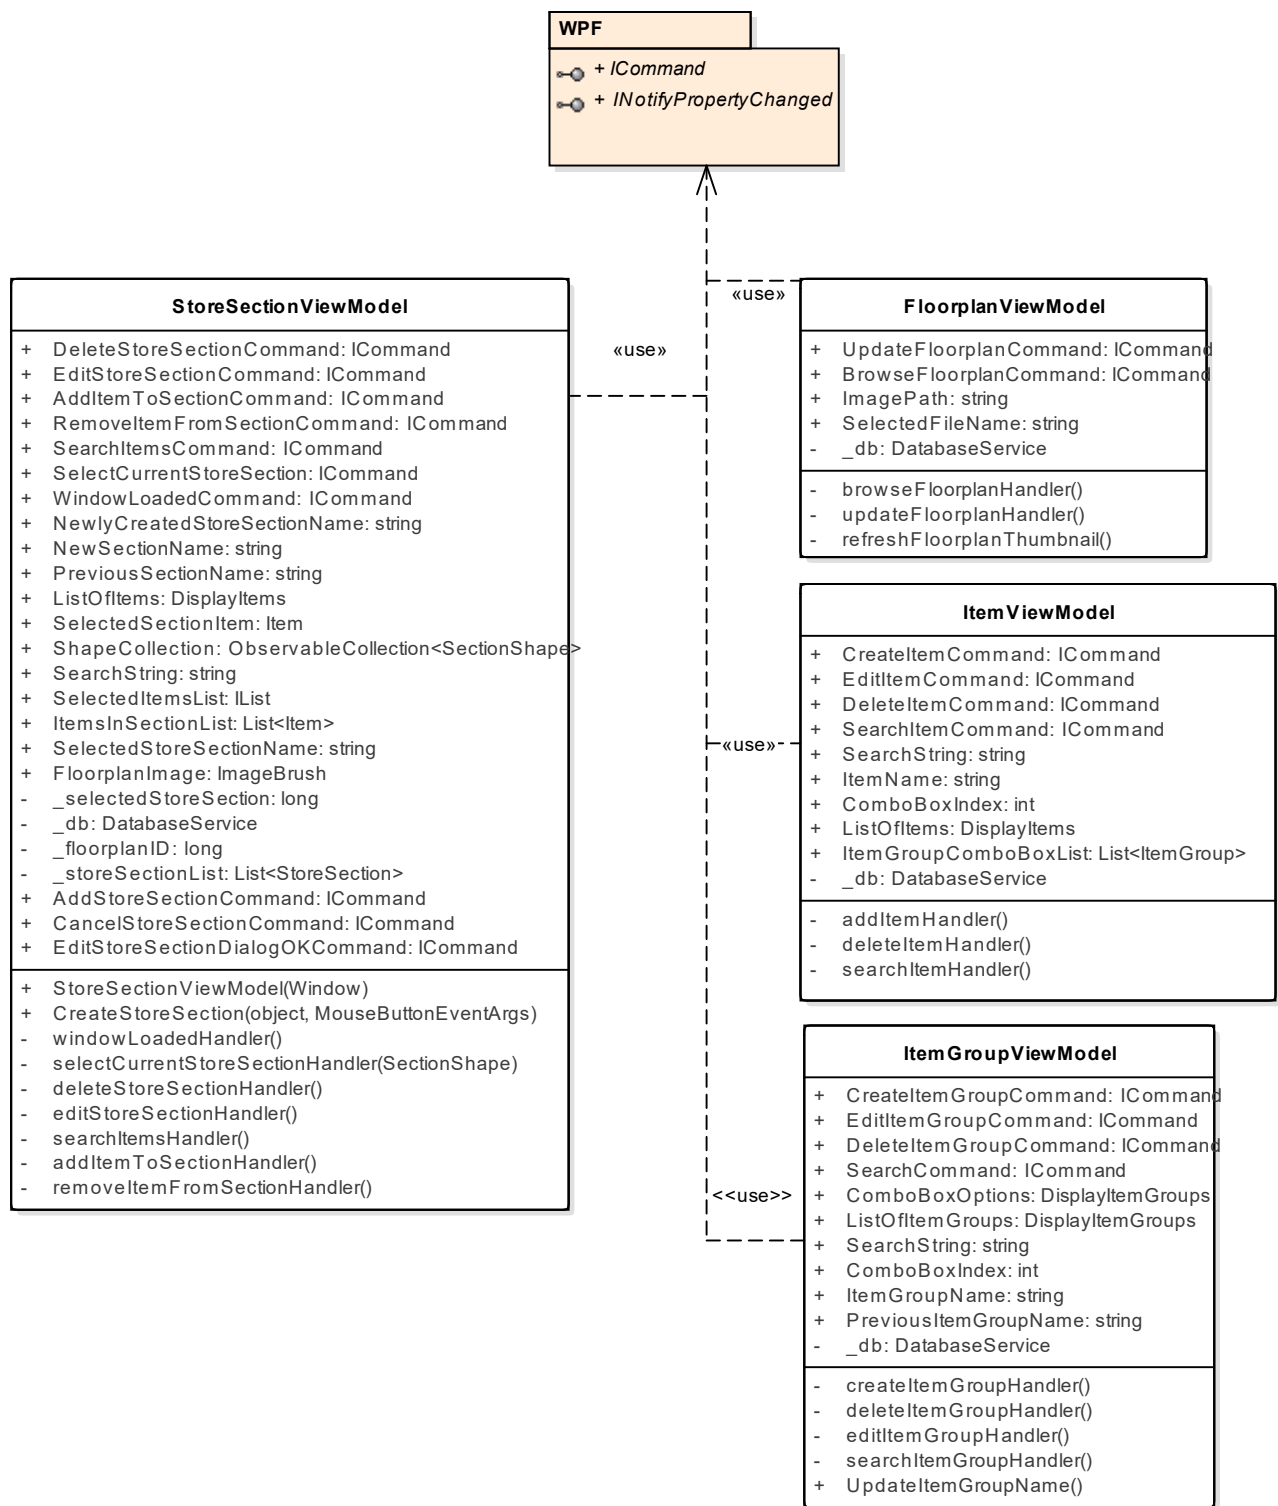 WPF
+ ICommand
+ INotifyPropertyChanged
StoreSectionViewModel
+ DeleteStoreSectionCommand: ICommand
+ EditStoreSectionCommand: ICommand
+ AddItemToSectionCommand: ICommand
+ RemoveItemFromSectionCommand: ICommand
+ SearchItemsCommand: ICommand
+ SelectCurrentStoreSection: ICommand
+ WindowLoadedCommand: ICommand
+ NewlyCreatedStoreSectionName: string
+ NewSectionName: string
+ PreviousSectionName: string
+ ListOfItems: DisplayItems
+ SelectedSectionItem: Item
+ ShapeCollection: ObservableCollection<SectionShape>
+ SearchString: string
+ SelectedItemsList: IList
+ ItemsInSectionList: List<Item>
+ SelectedStoreSectionName: string
+ FloorplanImage: ImageBrush
- _selectedStoreSection: long
- _db: DatabaseService
- _floorplanID: long
- _storeSectionList: List<StoreSection>
+ AddStoreSectionCommand: ICommand
+ CancelStoreSectionCommand: ICommand
+ EditStoreSectionDialogOKCommand: ICommand
+ StoreSectionViewModel(Window)
+ CreateStoreSection(object, MouseButtonEventArgs)
- windowLoadedHandler()
- selectCurrentStoreSectionHandler(SectionShape)
- deleteStoreSectionHandler()
- editStoreSectionHandler()
- searchItemsHandler()
- addItemToSectionHandler()
- removeItemFromSectionHandler()
«use»
«use»
FloorplanViewModel
+ UpdateFloorplanCommand: ICommand
+ BrowseFloorplanCommand: ICommand
+ ImagePath: string
+ SelectedFileName: string
- _db: DatabaseService
- browseFloorplanHandler()
- updateFloorplanHandler()
- refreshFloorplanThumbnail()
«use»
ItemViewModel
+ CreateItemCommand: ICommand
+ EditItemCommand: ICommand
+ DeleteItemCommand: ICommand
+ SearchItemCommand: ICommand
+ SearchString: string
+ ItemName: string
+ ComboBoxIndex: int
+ ListOfItems: DisplayItems
+ ItemGroupComboBoxList: List<ItemGroup>
- _db: DatabaseService
- addItemHandler()
- deleteItemHandler()
- searchItemHandler()
<<use>>
ItemGroupViewModel
+ CreateItemGroupCommand: ICommand
+ EditItemGroupCommand: ICommand
+ DeleteItemGroupCommand: ICommand
+ SearchCommand: ICommand
+ ComboBoxOptions: DisplayItemGroups
+ ListOfItemGroups: DisplayItemGroups
+ SearchString: string
+ ComboBoxIndex: int
+ ItemGroupName: string
+ PreviousItemGroupName: string
- _db: DatabaseService
- createItemGroupHandler()
- deleteItemGroupHandler()
- editItemGroupHandler()
- searchItemGroupHandler()
+ UpdateItemGroupName()